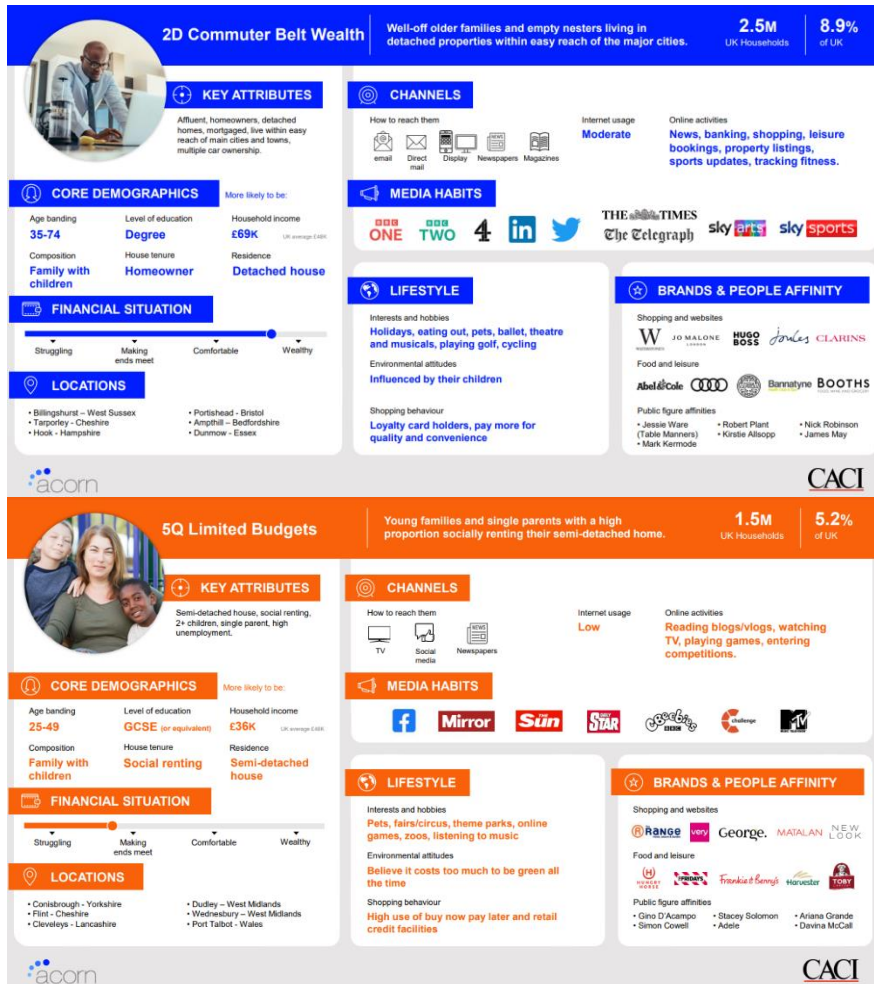 2D Commuter Belt Wealth
Well-off older families and empty nesters living in
detached properties within easy reach of the major cities.
2.5M
UK Households
8.9%
of UK
KEY ATTRIBUTES
Affluent, homeowners, detached
homes, mortgaged, live within easy
reach of main cities and towns,
multiple car ownership.
CORE DEMOGRAPHICS
More likely to be:
Age banding
Level of education
Household income
35-74
Degree
£69K
UK average £48K
Composition
House tenure
Residence
Family with
children
Homeowner
Detached house
FINANCIAL SITUATION
Struggling
Making
ends meet
Comfortable
Wealthy
LOCATIONS
• Billingshurst – West Sussex
• Tarporley - Cheshire
• Hook - Hampshire
• Portishead - Bristol
• Ampthill – Bedfordshire
• Dunmow - Essex
CHANNELS
How to reach them
email
Direct
mail
Display
Newspapers
Magazines
Internet usage
Moderate
Online activities
News, banking, shopping, leisure
bookings, property listings,
sports updates, tracking fitness.
MEDIA HABITS
BBC
ONE
BBC
TWO
4
in
THE TIMES
The Telegraph
sky arts
sky sports
LIFESTYLE
Interests and hobbies
Holidays, eating out, pets, ballet, theatre
and musicals, playing golf, cycling
Environmental attitudes
Influenced by their children
Shopping behaviour
Loyalty card holders, pay more for
quality and convenience
BRANDS & PEOPLE AFFINITY
Shopping and websites
W
JO MALONE
LONDON
HUGO
BOSS
Joules
CLARINS
Food and leisure
Abel & Cole
Bannatyne
BOOTHS
Public figure affinities
• Jessie Ware
(Table Manners)
• Mark Kermode
• Robert Plant
• Kirstie Allsopp
• Nick Robinson
• James May
acorn
CACI
5Q Limited Budgets
Young families and single parents with a high
proportion socially renting their semi-detached home.
1.5M
UK Households
5.2%
of UK
KEY ATTRIBUTES
Semi-detached house, social renting,
2+ children, single parent, high
unemployment.
CORE DEMOGRAPHICS
More likely to be:
Age banding
Level of education
Household income
25-49
GCSE (or equivalent)
£36K
UK average £48K
Composition
House tenure
Residence
Family with
children
Social renting
Semi-detached
house
FINANCIAL SITUATION
Struggling
Making
ends meet
Comfortable
Wealthy
LOCATIONS
• Conisbrough - Yorkshire
• Flint - Cheshire
• Cleveleys - Lancashire
• Dudley – West Midlands
• Wednesbury – West Midlands
• Port Talbot - Wales
CHANNELS
How to reach them
TV
Social
media
NEWS
Newspapers
Internet usage
Low
Online activities
Reading blogs/vlogs, watching
TV, playing games, entering
competitions.
MEDIA HABITS
f
Mirror
THE
Sun
DAILY
STAR
CBeebies
BBC
challenge
MTV
LIFESTYLE
Interests and hobbies
Pets, fairs/circus, theme parks, online
games, zoos, listening to music
Environmental attitudes
Believe it costs too much to be green all
the time
Shopping behaviour
High use of buy now pay later and retail
credit facilities
BRANDS & PEOPLE AFFINITY
Shopping and websites
RANGE
very
George.
MATALAN
NEW
LOOK
Food and leisure
HUNGRY
HORSE
FRIDAYS
Frankie & Benny's
Harvester
TOBY
Public figure affinities
• Gino D'Acampo
• Simon Cowell
• Stacey Solomon
• Adele
• Ariana Grande
• Davina McCall
acorn
CACI